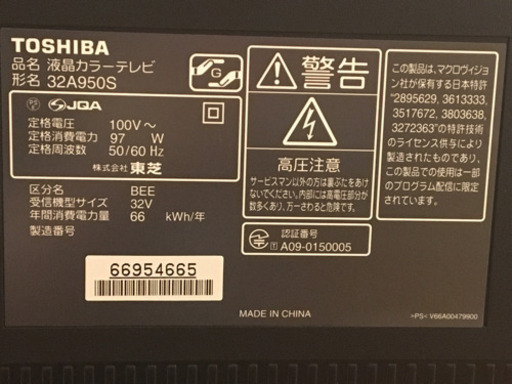 TOSHIBA
品名 液晶カラーテレビ
形名 32A950S
G
JQA
定格電圧 100V～
定格消費電力 97 W
定格周波数 50/60 Hz
株式会社 東芝
区分名 BEE
受信機型サイズ 32V
年間消費電力量 66 kWh/年
製造番号
66954665
警告
高圧注意
サービスマン以外の方は裏ぶたをあけ
ないでください。内部には高電圧部分が
数多くあり、万一さわると危険です。
認証番号
T A09-0150005
この製品は、マクロヴィジョ
ン社が保有する日本特許
"2895629, 3613333,
3517672, 3803638,
3272363"の特許技術
のライセンス供与により
製造されたものです。こ
の製品での使用は一部
のプログラム配信に限定
されています。
MADE IN CHINA
>PS< V66A00479900